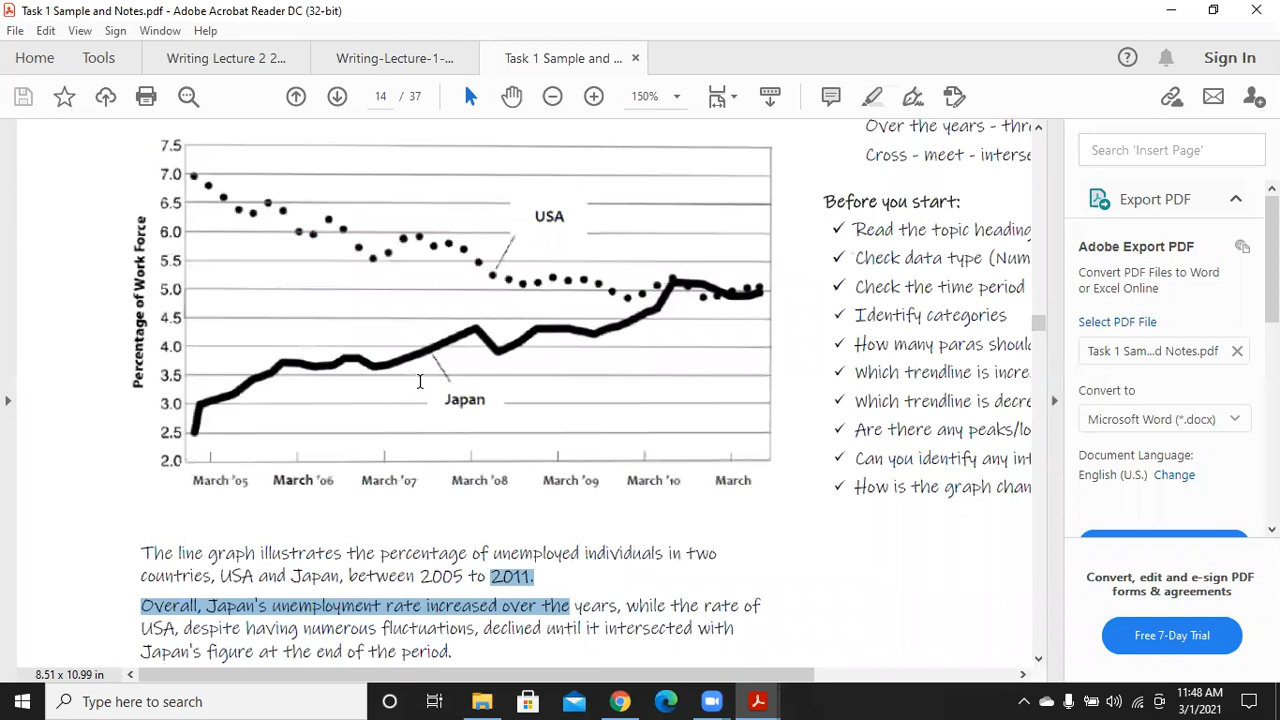 Task 1 Sample and Notes.pdf - Adobe Acrobat Reader DC (32-bit)
File Edit View Sign Window Help
Home Tools Writing Lecture 2 2... Writing-Lecture-1-... Task 1 Sample and ... × Sign In
14 / 37 150%
Over the years - thr
Cross - meet - interse
Before you start:
✓ Read the topic heading
✓ Check data type (Num
✓ Check the time period
✓ Identify categories
✓ How many paras shoul
✓ Which trendline is incre
✓ Which trendline is decre
✓ Are there any peaks/lo
✓ Can you identify any in
✓ How is the graph chan
Percentage of Work Force
7.5
7.0
6.5
6.0
5.5
5.0
4.5
4.0
3.5
3.0
2.5
2.0
USA
Japan
March '05 March '06 March '07 March '08 March '09 March '10 March
The line graph illustrates the percentage of unemployed individuals in two
countries, USA and Japan, between 2005 to 2011.
Overall, Japan's unemployment rate increased over the years, while the rate of
USA, despite having numerous fluctuations, declined until it intersected with
Japan's figure at the end of the period.
8.51 x 10.99 in
Search 'Insert Page'
Export PDF
Adobe Export PDF
Convert PDF Files to Word
or Excel Online
Select PDF File
Task 1 Sam...d Notes.pdf ×
Convert to
Microsoft Word (*.docx)
Document Language:
English (U.S.) Change
Convert, edit and e-sign PDF
forms & agreements
Free 7-Day Trial
Type here to search
11:48 AM
3/1/2021